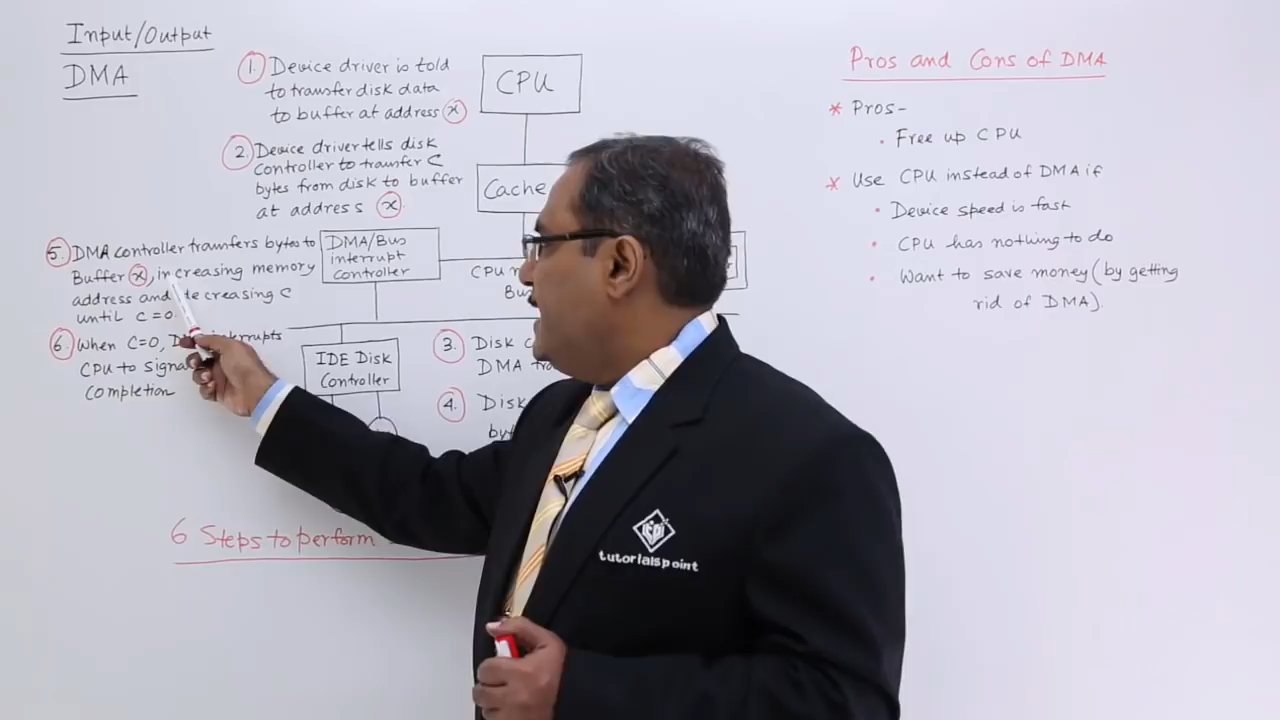 Input/Output
DMA
1. Device driver is told
to transfer disk data
to buffer at address x
2. Device driver tells disk
controller to transfer C
bytes from disk to buffer
at address x
5. DMA controller transfers bytes to
Buffer x, increasing memory
address and decreasing C
until C=0.
6. When C=0, interrupts
CPU to signal
completion
CPU
Cache
DMA/Bus
interrupt
controller
CPU
Bus
IDE Disk
Controller
3. Disk
DMA
4. Disk
6 Steps to perform
Pros and Cons of DMA
* Pros-
• Free up CPU
* Use CPU instead of DMA if
• Device speed is fast
• CPU has nothing to do
• Want to save money (by getting
rid of DMA).
tutorialspoint